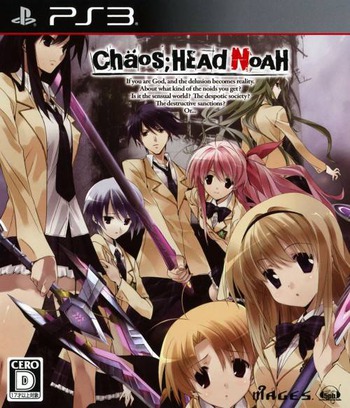 PS3
Chäos;HEAd NoAH
If you are God, and the delusion becomes reality.
About what kind of the noids you get?
Is it the sensual world? The despotic society?
The destructive sanctions?
Or...
CERO
D
17才以上対象
MAGES.
5pb.